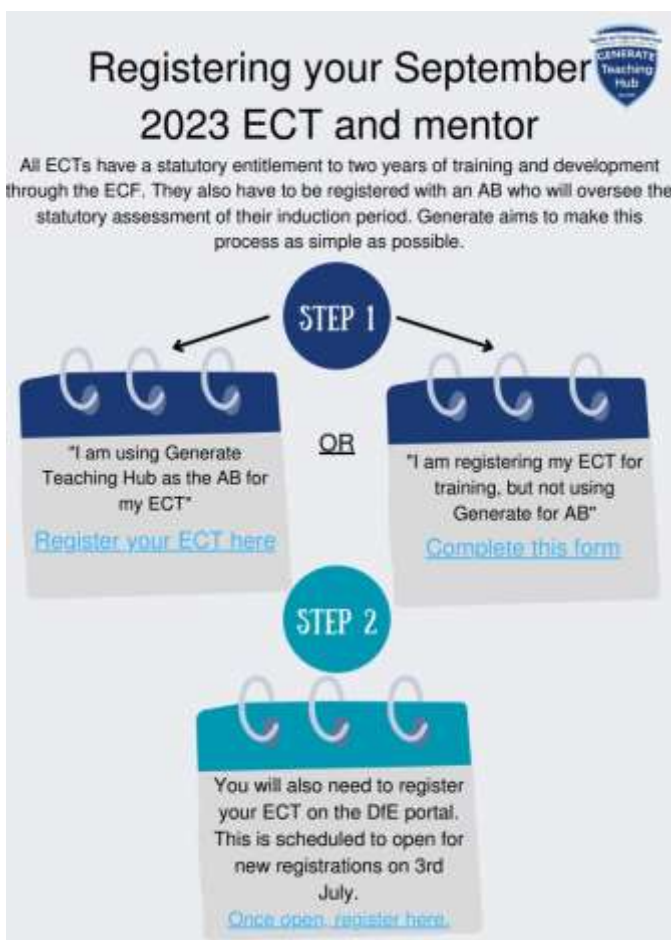 Registering your September
2023 ECT and mentor
GENERATE
Teaching
Hub
All ECTs have a statutory entitlement to two years of training and development
through the ECF. They also have to be registered with an AB who will oversee the
statutory assessment of their induction period. Generate aims to make this
process as simple as possible.
STEP 1
"I am using Generate
Teaching Hub as the AB for
my ECT"
Register your ECT here
OR
"I am registering my ECT for
training, but not using
Generate for AB"
Complete this form
STEP 2
You will also need to register
your ECT on the DfE portal.
This is scheduled to open for
new registrations on 3rd
July.
Once open, register here.